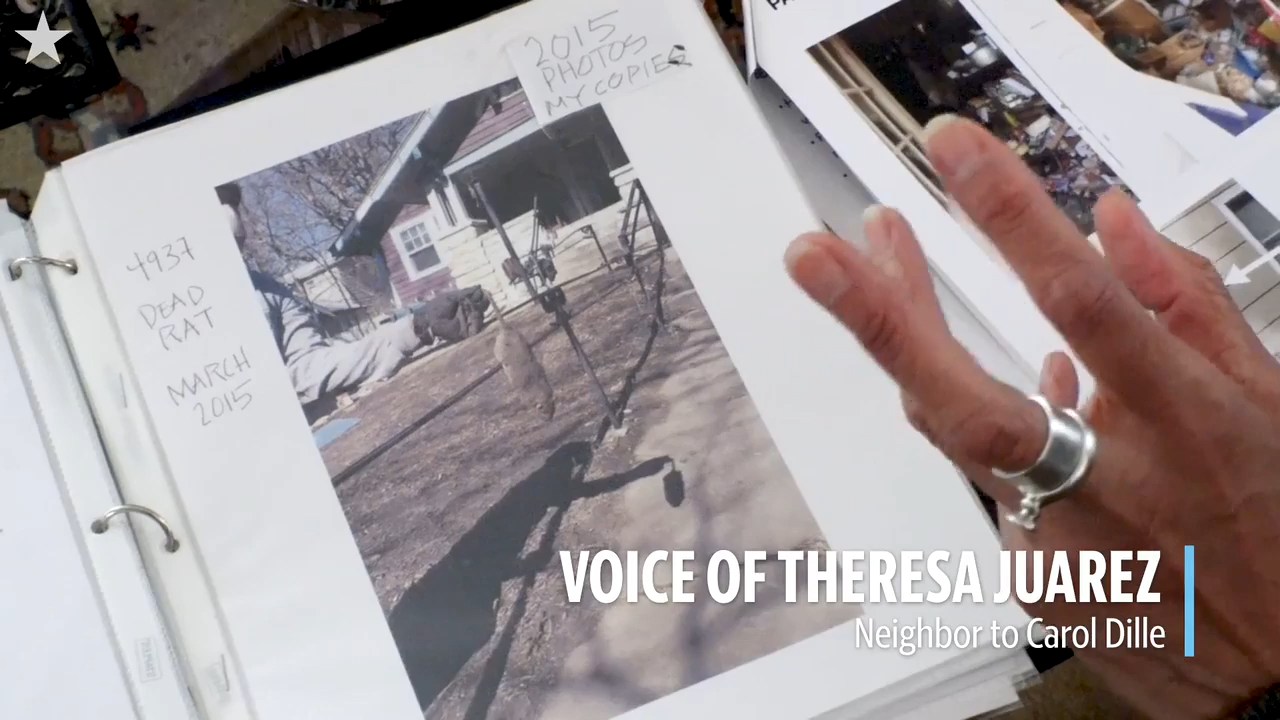 2015
PHOTOS
MY COPIES
4937
DEAD
RAT
MARCH
2015
VOICE OF THERESA JUAREZ
Neighbor to Carol Dille